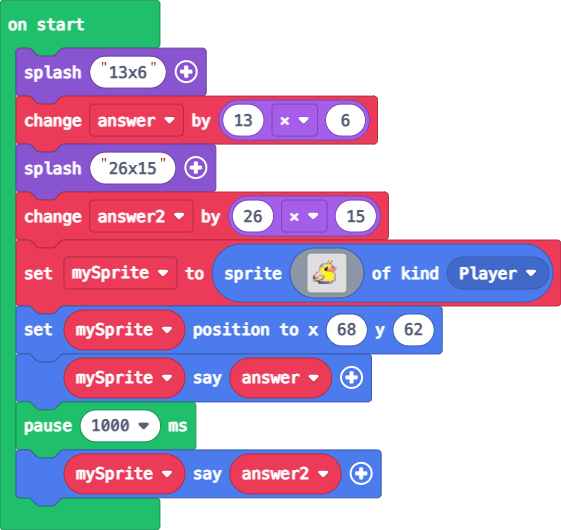 on start
splash "13x6"
change answer by 13 × 6
splash "26x15"
change answer2 by 26 × 15
set mySprite to sprite of kind Player
set mySprite position to x 68 y 62
mySprite say answer
pause 1000 ms
mySprite say answer2